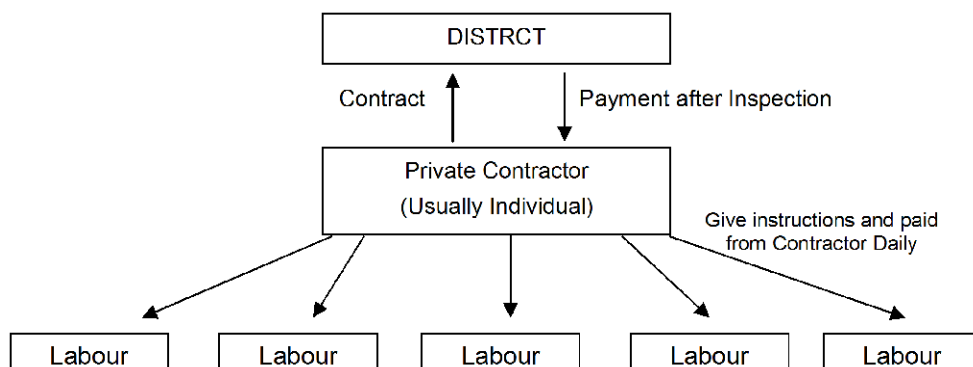 DISTRCT
Contract
Payment after Inspection
Private Contractor
(Usually Individual)
Give instructions and paid
from Contractor Daily
Labour
Labour
Labour
Labour
Labour